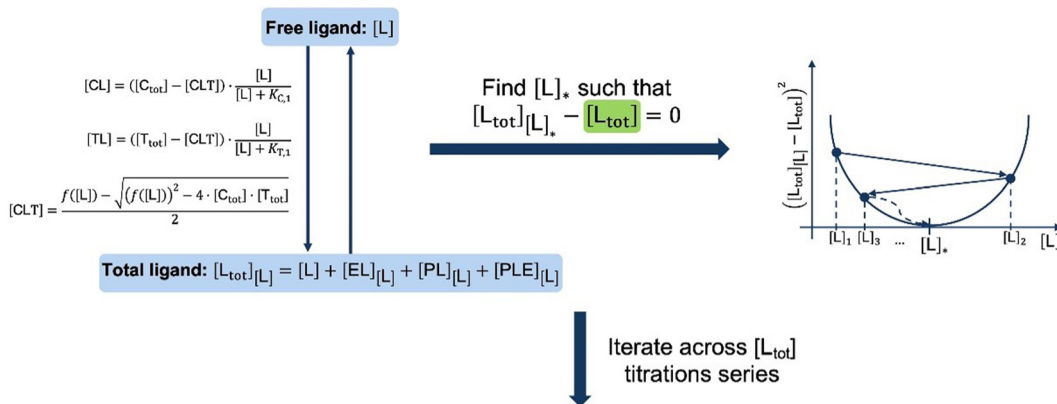 Free ligand: [L]
[CL] = ([C_tot] − [CLT]) · [L] / ([L] + K_C,1)
[TL] = ([T_tot] − [CLT]) · [L] / ([L] + K_T,1)
[CLT] = (f([L]) − √((f([L]))² − 4 · [C_tot] · [T_tot])) / 2
Total ligand: [L_tot]_[L] = [L] + [EL]_[L] + [PL]_[L] + [PLE]_[L]
Find [L]_* such that
[L_tot]_[L]_* − [L_tot] = 0
([L_tot]_[L] − [L_tot])²
[L]_1 [L]_3 ... [L]_* [L]_2 [L]
Iterate across [L_tot]
titrations series